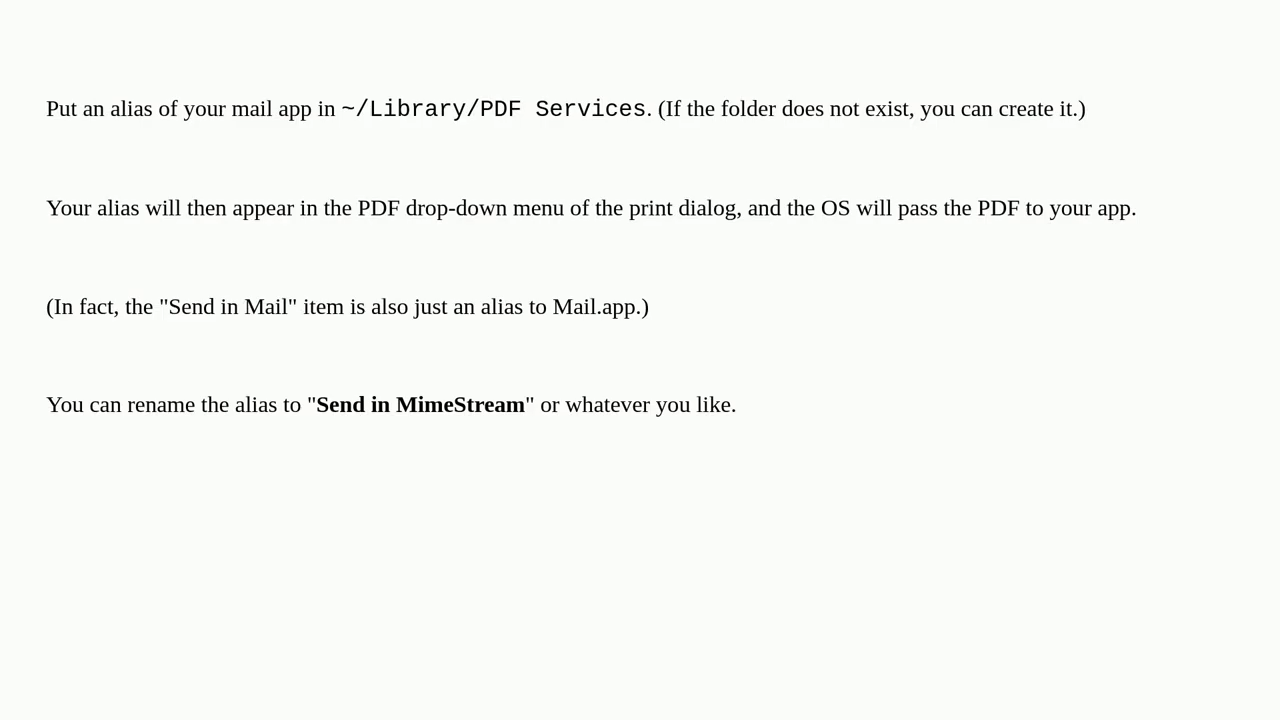 Put an alias of your mail app in ~/Library/PDF Services. (If the folder does not exist, you can create it.)
Your alias will then appear in the PDF drop-down menu of the print dialog, and the OS will pass the PDF to your app.
(In fact, the "Send in Mail" item is also just an alias to Mail.app.)
You can rename the alias to "Send in MimeStream" or whatever you like.